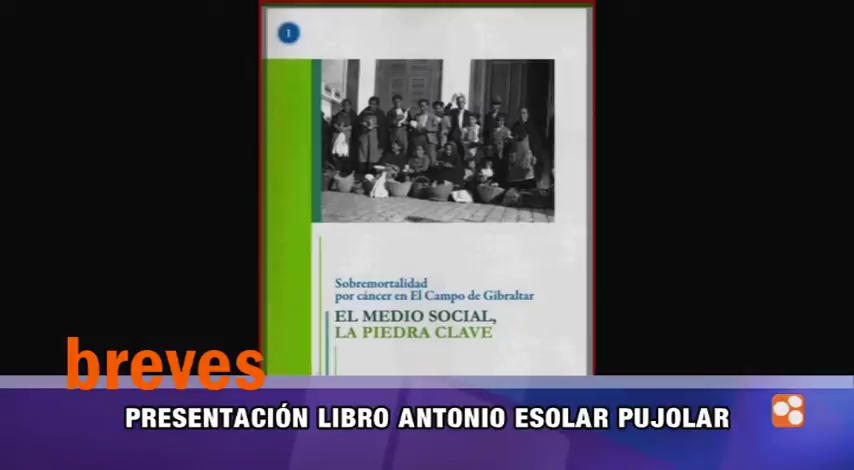 1
Sobremortalidad
por cáncer en El Campo de Gibraltar
EL MEDIO SOCIAL,
LA PIEDRA CLAVE
breves
PRESENTACIÓN LIBRO ANTONIO ESOLAR PUJOLAR